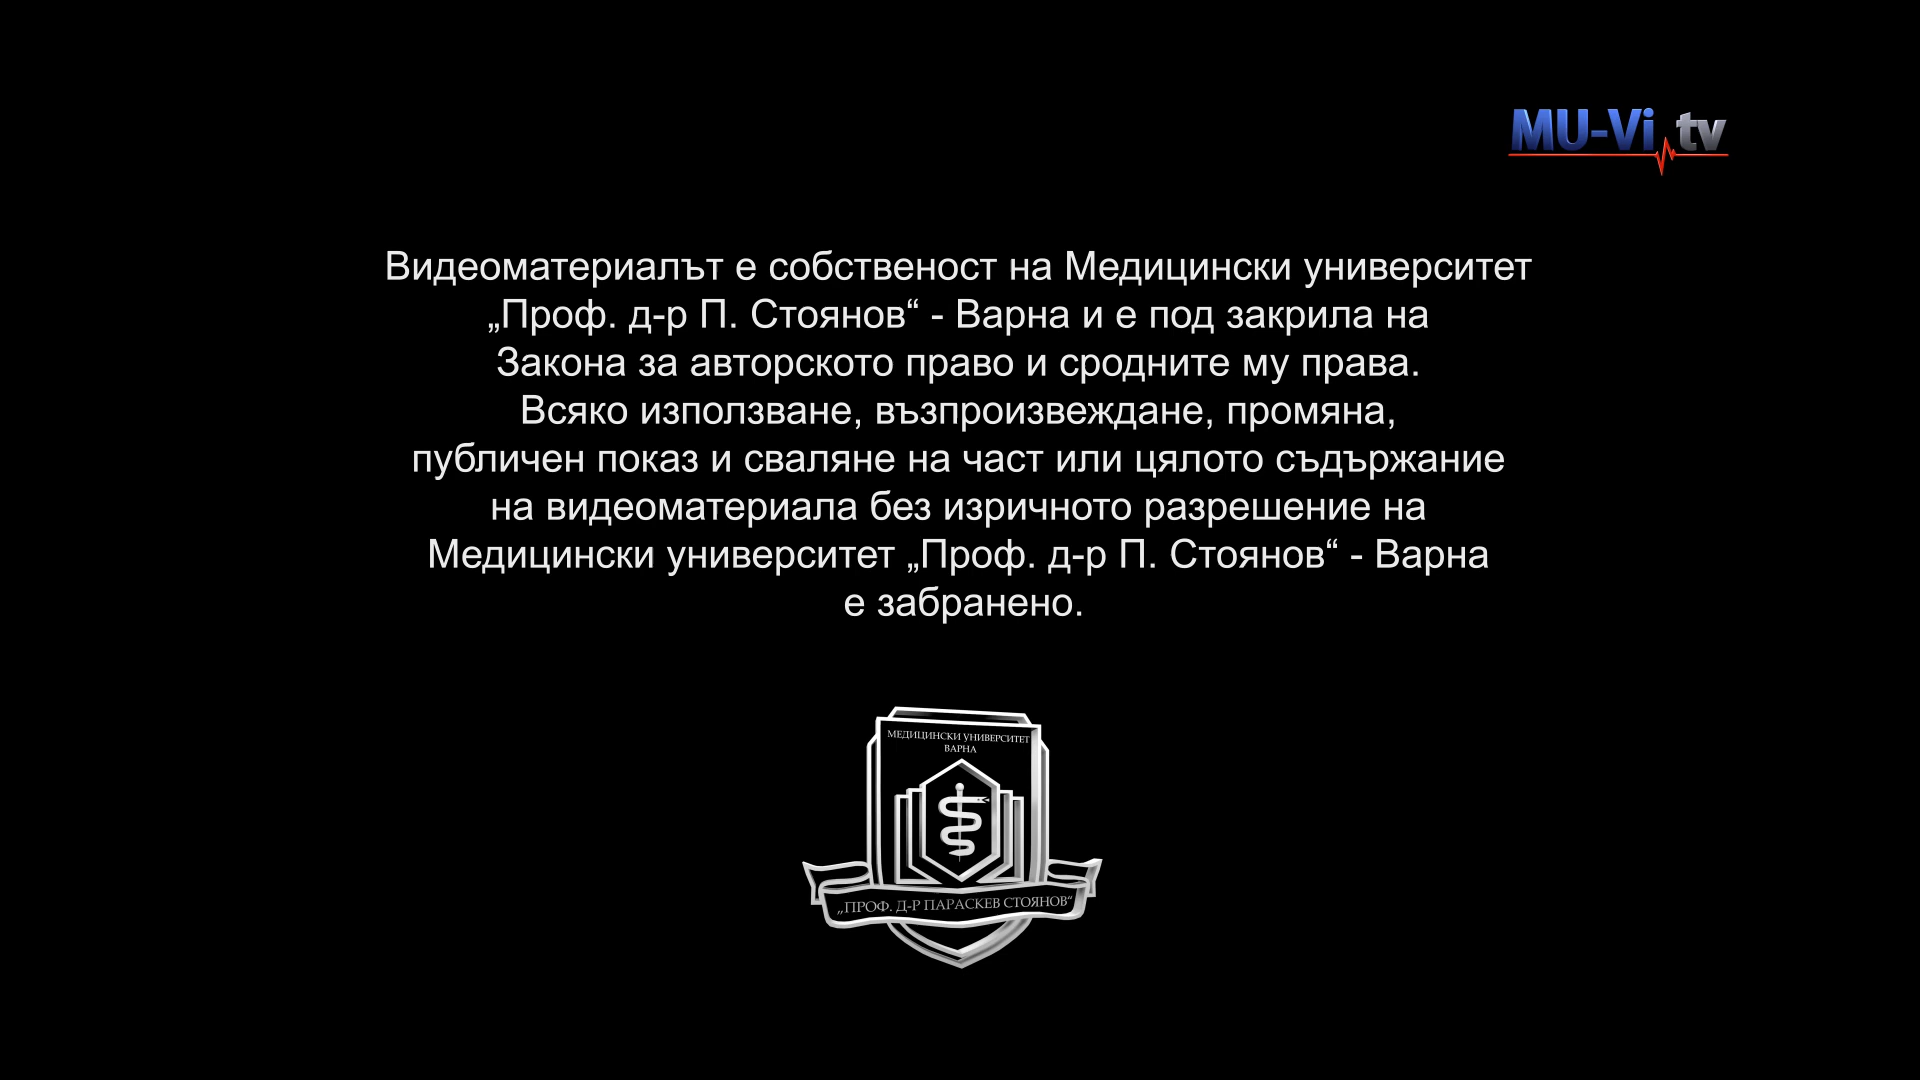 MU-Vi tv
Видеоматериалът е собственост на Медицински университет
„Проф. д-р П. Стоянов“ - Варна и е под закрила на
Закона за авторското право и сродните му права.
Всяко използване, възпроизвеждане, промяна,
публичен показ и сваляне на част или цялото съдържание
на видеоматериала без изричното разрешение на
Медицински университет „Проф. д-р П. Стоянов“ - Варна
е забранено.
МЕДИЦИНСКИ УНИВЕРСИТЕТ
ВАРНА
„ПРОФ. Д-Р ПАРАСКЕВ СТОЯНОВ“